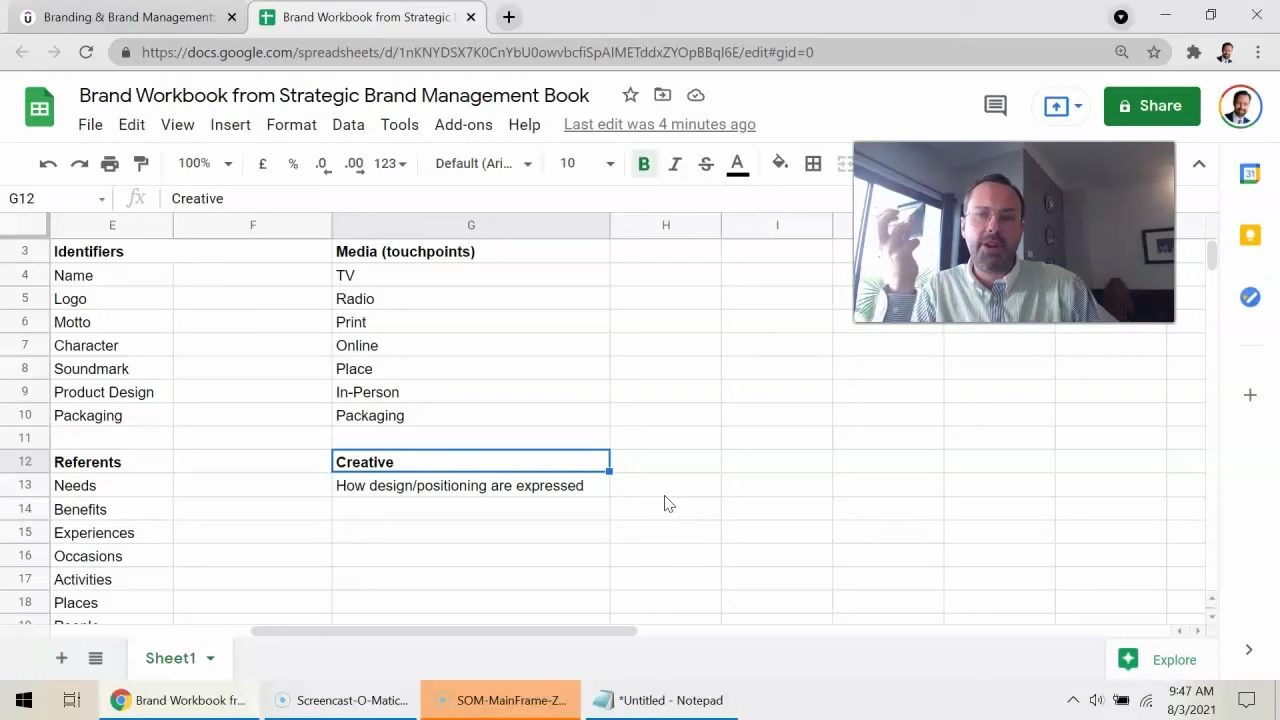 Branding & Brand Management:
Brand Workbook from Strategic
https://docs.google.com/spreadsheets/d/1nKNYDSX7K0CnYbU0owvbcfiSpAlMETddxZYOpBBql6E/edit#gid=0
Brand Workbook from Strategic Brand Management Book
File Edit View Insert Format Data Tools Add-ons Help Last edit was 4 minutes ago
Share
100% £ % .0 .00 123 Default (Ari... 10 B I S A
31
G12 fx Creative
E F G H I
3 Identifiers Media (touchpoints)
4 Name TV
5 Logo Radio
6 Motto Print
7 Character Online
8 Soundmark Place
9 Product Design In-Person
10 Packaging Packaging
11
12 Referents Creative
13 Needs How design/positioning are expressed
14 Benefits
15 Experiences
16 Occasions
17 Activities
18 Places
Sheet1 Explore
Brand Workbook fr... Screencast-O-Matic... SOM-MainFrame-Z... *Untitled - Notepad
9:47 AM
8/3/2021